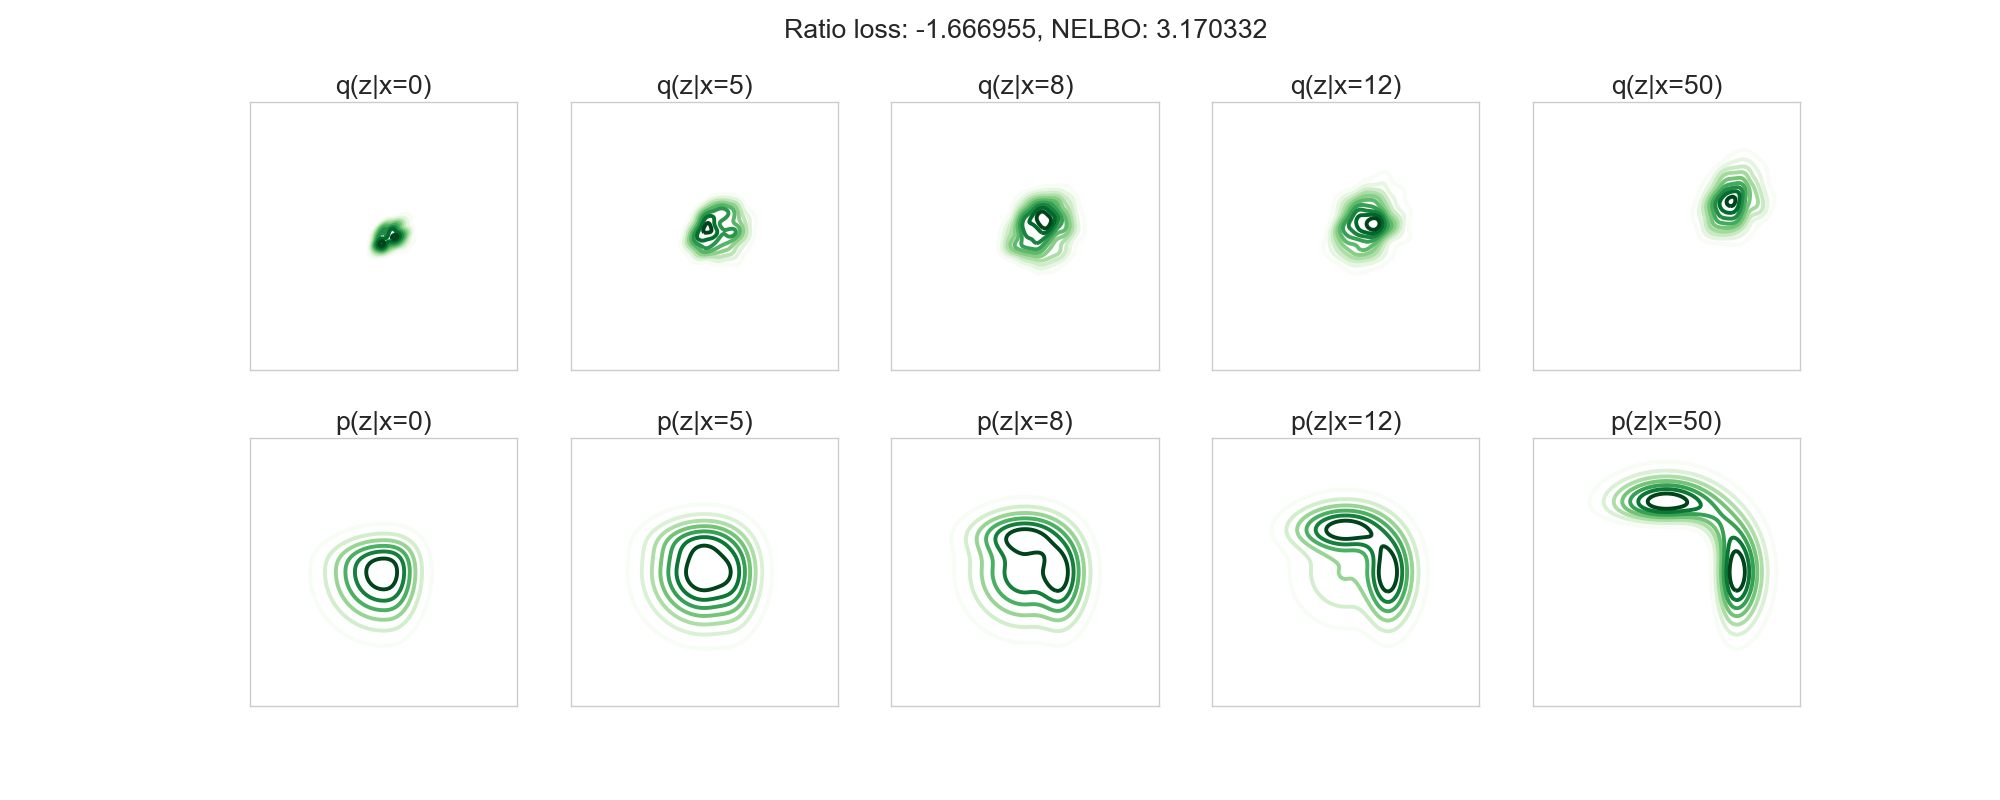 Ratio loss: -1.666955, NELBO: 3.170332
q(z|x=0) q(z|x=5) q(z|x=8) q(z|x=12) q(z|x=50)
p(z|x=0) p(z|x=5) p(z|x=8) p(z|x=12) p(z|x=50)